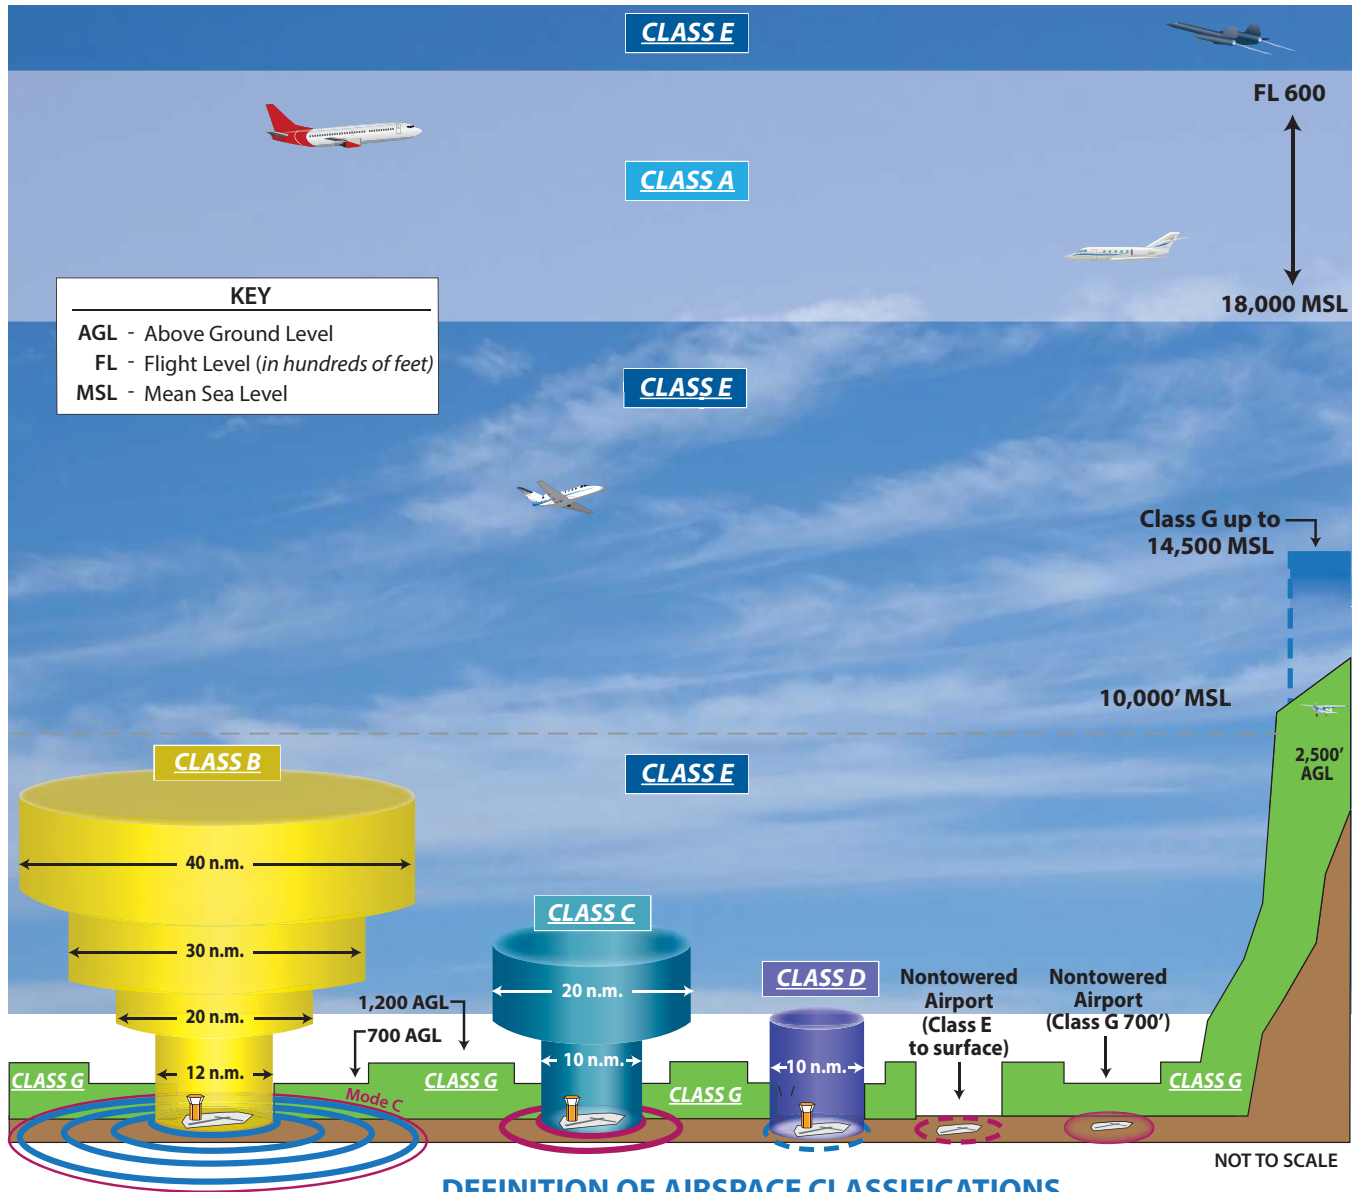 CLASS E
FL 600
CLASS A
18,000 MSL
KEY
AGL - Above Ground Level
FL - Flight Level (in hundreds of feet)
MSL - Mean Sea Level
CLASS E
Class G up to
14,500 MSL
10,000’ MSL
CLASS B
CLASS E
2,500’
AGL
40 n.m.
CLASS C
30 n.m.
CLASS D
Nontowered
Airport
(Class E
to surface)
Nontowered
Airport
(Class G 700’)
20 n.m.
1,200 AGL
20 n.m.
700 AGL
10 n.m.
10 n.m.
12 n.m.
CLASS G
CLASS G
CLASS G
CLASS G
Mode C
NOT TO SCALE
DEFINITION OF AIRSPACE CLASSIFICATIONS